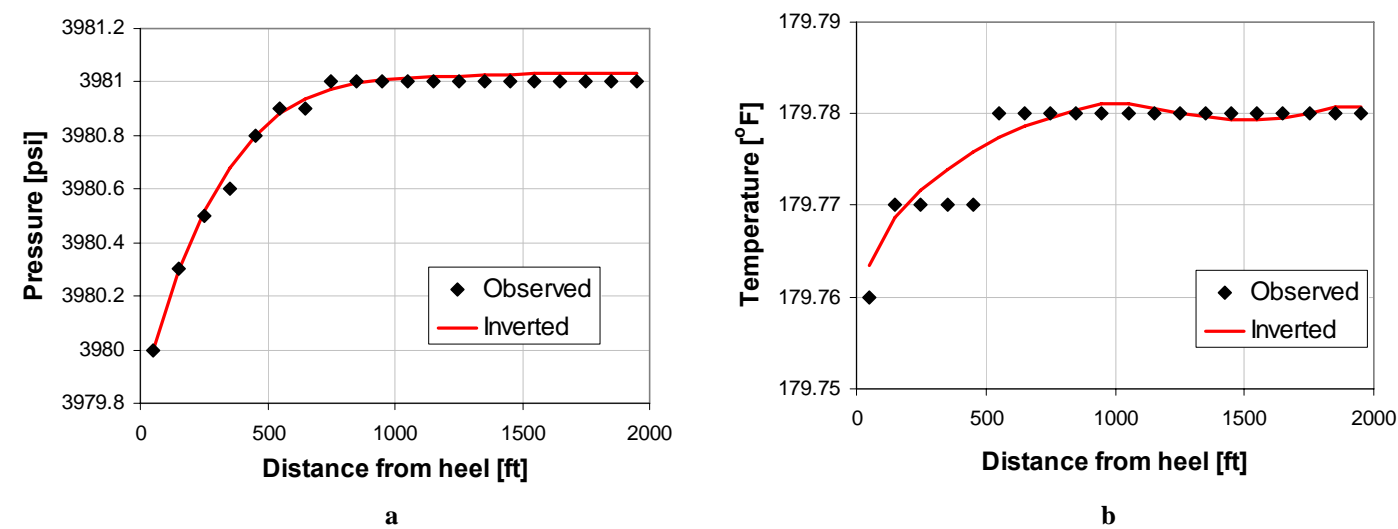 3981.2
3981
3980.8
3980.6
3980.4
3980.2
3980
3979.8
Pressure [psi]
0 500 1000 1500 2000
Distance from heel [ft]
Observed
Inverted
a
179.79
179.78
179.77
179.76
179.75
Temperature [°F]
0 500 1000 1500 2000
Distance from heel [ft]
Observed
Inverted
b